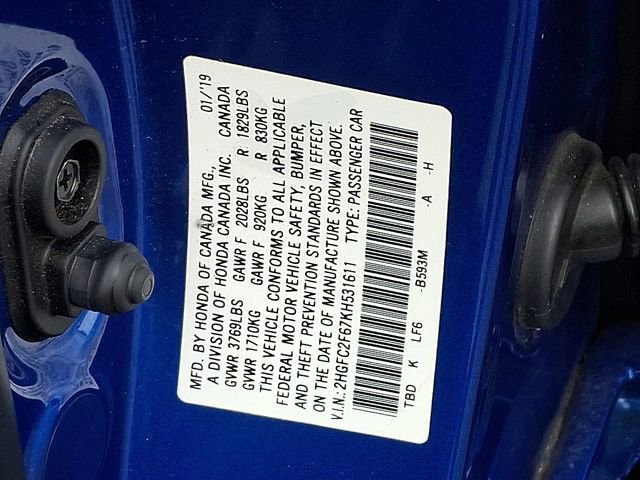 MFD. BY HONDA OF CANADA MFG., 01/'19
A DIVISION OF HONDA CANADA INC. CANADA
GVWR 3769LBS GAWR F 2028LBS R 1829LBS
GVWR 1710KG GAWR F 920KG R 830KG
THIS VEHICLE CONFORMS TO ALL APPLICABLE
FEDERAL MOTOR VEHICLE SAFETY, BUMPER,
AND THEFT PREVENTION STANDARDS IN EFFECT
ON THE DATE OF MANUFACTURE SHOWN ABOVE.
V.I.N.: 2HGFC2F67KH531611 TYPE: PASSENGER CAR
TBD K LF6 -B593M -A -H